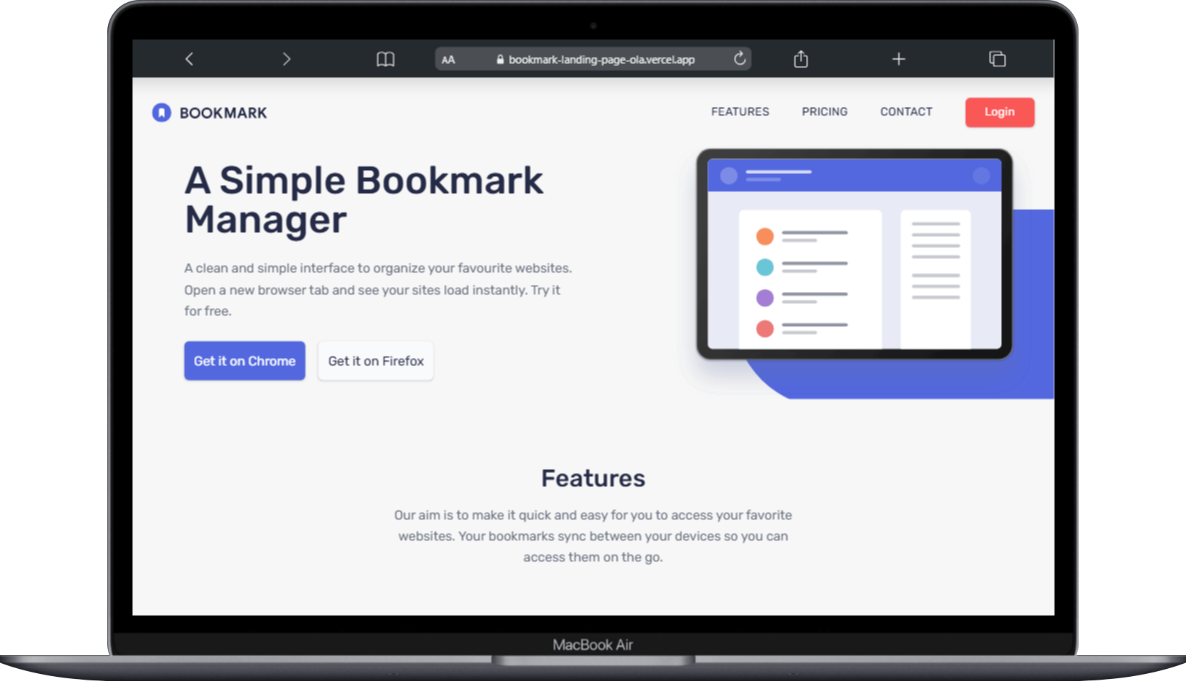 AA
bookmark-landing-page-ola.vercel.app
BOOKMARK
FEATURES
PRICING
CONTACT
Login
A Simple Bookmark
Manager
A clean and simple interface to organize your favourite websites.
Open a new browser tab and see your sites load instantly. Try it
for free.
Get it on Chrome
Get it on Firefox
Features
Our aim is to make it quick and easy for you to access your favorite
websites. Your bookmarks sync between your devices so you can
access them on the go.
MacBook Air